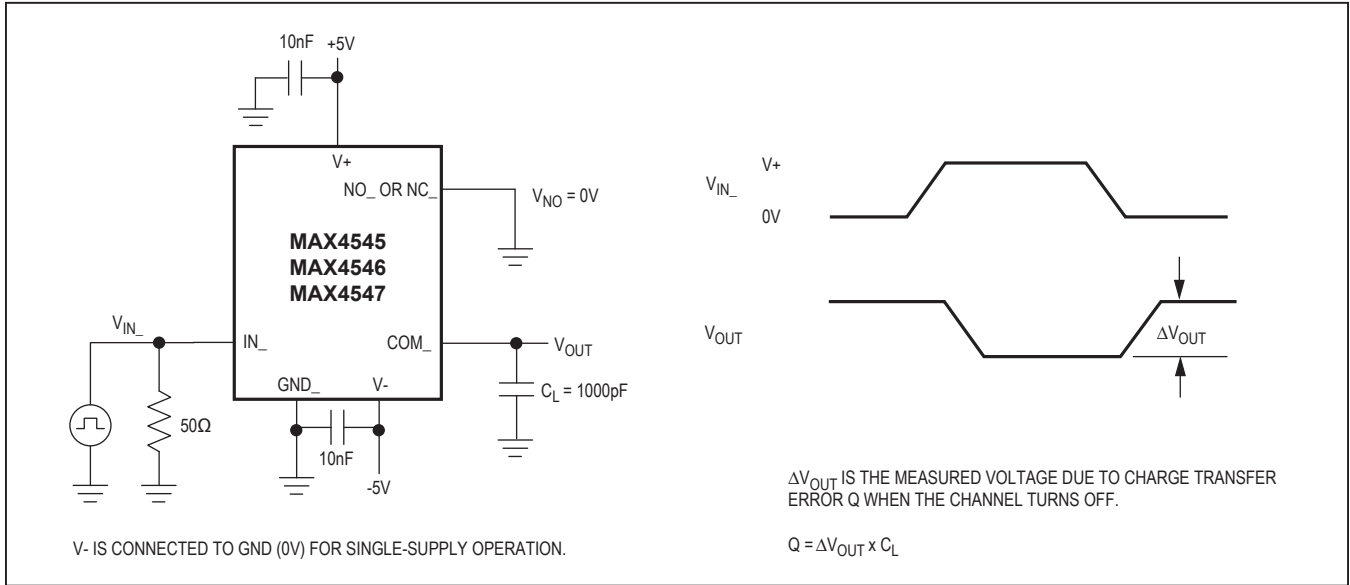 10nF +5V
V+
NO_ OR NC_
V_NO = 0V
MAX4545
MAX4546
MAX4547
V_IN_
IN_
COM_
V_OUT
C_L = 1000pF
GND_ V-
50Ω
10nF
-5V
V- IS CONNECTED TO GND (0V) FOR SINGLE-SUPPLY OPERATION.
V+
V_IN_
0V
V_OUT
ΔV_OUT
ΔV_OUT IS THE MEASURED VOLTAGE DUE TO CHARGE TRANSFER
ERROR Q WHEN THE CHANNEL TURNS OFF.
Q = ΔV_OUT x C_L